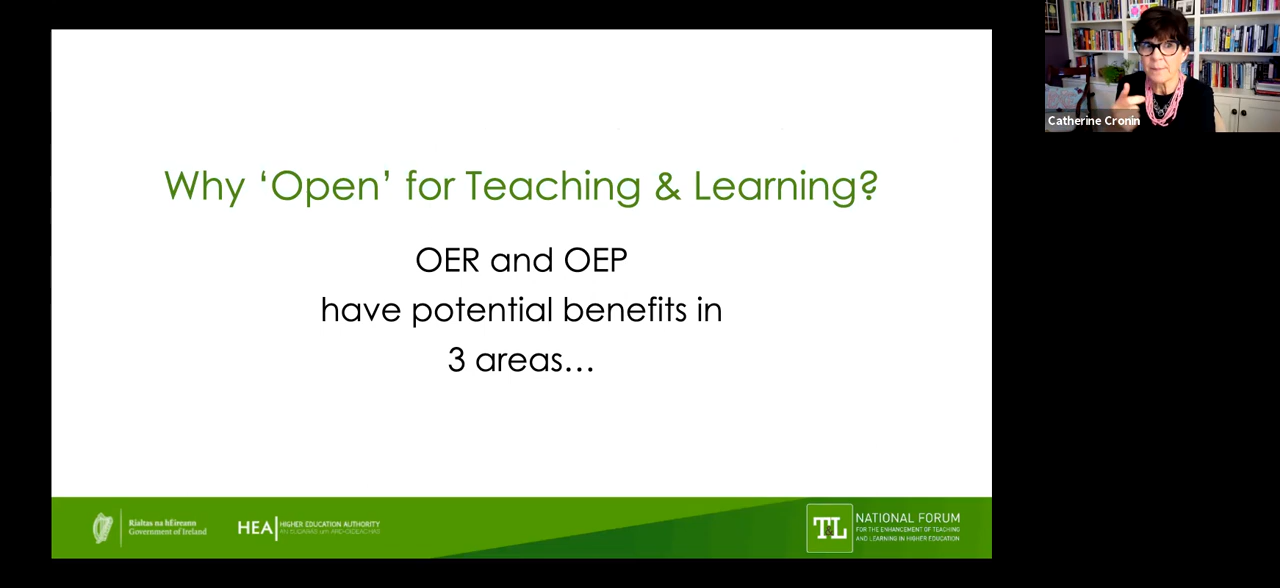 Why ‘Open’ for Teaching & Learning?
OER and OEP
have potential benefits in
3 areas…
Catherine Cronin
Rialtas na hÉireann
Government of Ireland
HEA
HIGHER EDUCATION AUTHORITY
AN tÚDARÁS um ARD-OIDEACHAS
T&L
NATIONAL FORUM
FOR THE ENHANCEMENT OF TEACHING
AND LEARNING IN HIGHER EDUCATION